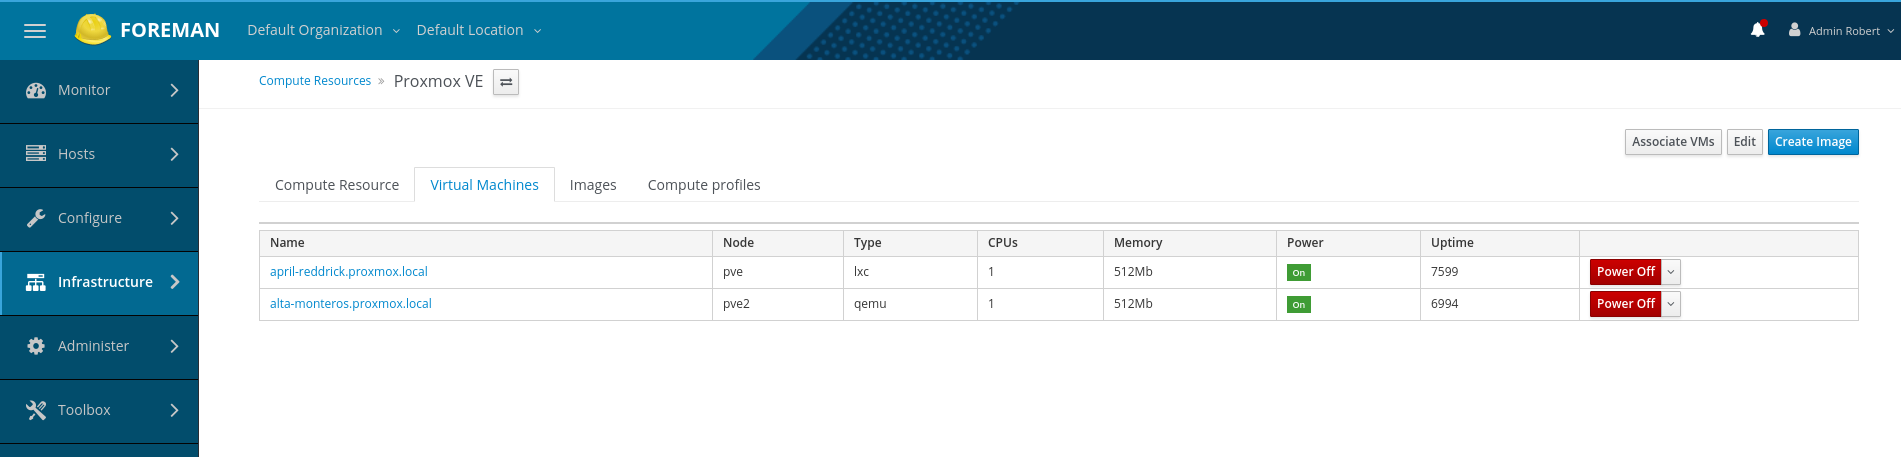 FOREMAN Default Organization Default Location Admin Robert
Monitor
Hosts
Configure
Infrastructure
Administer
Toolbox
Compute Resources » Proxmox VE
Associate VMs Edit Create Image
Compute Resource Virtual Machines Images Compute profiles
Name Node Type CPUs Memory Power Uptime
april-reddrick.proxmox.local pve lxc 1 512Mb On 7599 Power Off
alta-monteros.proxmox.local pve2 qemu 1 512Mb On 6994 Power Off